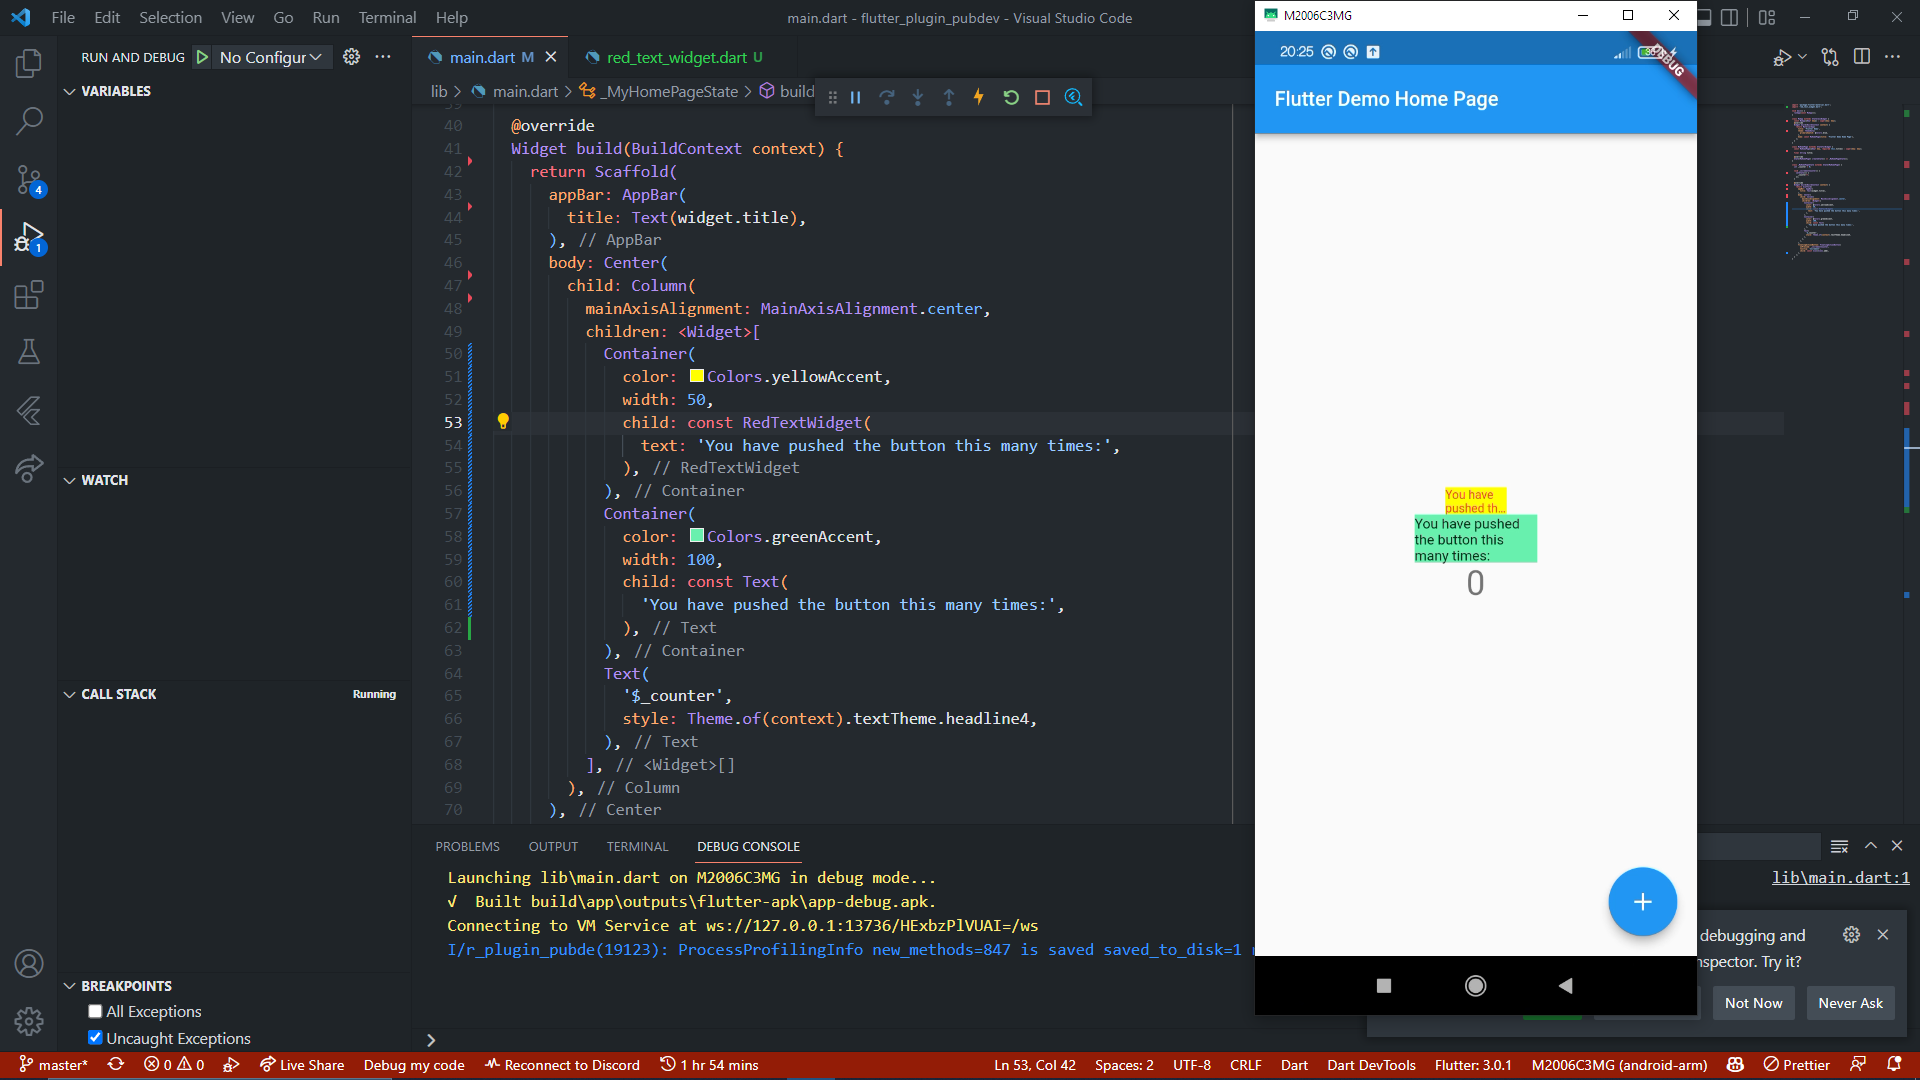 File Edit Selection View Go Run Terminal Help
main.dart - flutter_plugin_pubdev - Visual Studio Code
M2006C3MG
RUN AND DEBUG No Configur
main.dart M
red_text_widget.dart U
lib > main.dart > _MyHomePageState > build
VARIABLES
WATCH
CALL STACK Running
BREAKPOINTS
All Exceptions
Uncaught Exceptions
4
1
39
40 @override
41 Widget build(BuildContext context) {
42 return Scaffold(
43 appBar: AppBar(
44 title: Text(widget.title),
45 ), // AppBar
46 body: Center(
47 child: Column(
48 mainAxisAlignment: MainAxisAlignment.center,
49 children: <Widget>[
50 Container(
51 color: Colors.yellowAccent,
52 width: 50,
53 child: const RedTextWidget(
54 text: 'You have pushed the button this many times:',
55 ), // RedTextWidget
56 ), // Container
57 Container(
58 color: Colors.greenAccent,
59 width: 100,
60 child: const Text(
61 'You have pushed the button this many times:',
62 ), // Text
63 ), // Container
64 Text(
65 '$_counter',
66 style: Theme.of(context).textTheme.headline4,
67 ), // Text
68 ], // <Widget>[]
69 ), // Column
70 ), // Center
PROBLEMS OUTPUT TERMINAL DEBUG CONSOLE
Launching lib\main.dart on M2006C3MG in debug mode...
√ Built build\app\outputs\flutter-apk\app-debug.apk.
Connecting to VM Service at ws://127.0.0.1:13736/HExbzPlVUAI=/ws
I/r_plugin_pubde(19123): ProcessProfilingInfo new_methods=847 is saved saved_to_disk=1
lib\main.dart:1
20:25
DEBUG
Flutter Demo Home Page
You have
pushed th...
You have pushed
the button this
many times:
0
debugging and
nspector. Try it?
Not Now Never Ask
master* 0 0 Live Share Debug my code Reconnect to Discord 1 hr 54 mins
Ln 53, Col 42 Spaces: 2 UTF-8 CRLF Dart Dart DevTools Flutter: 3.0.1 M2006C3MG (android-arm) Prettier